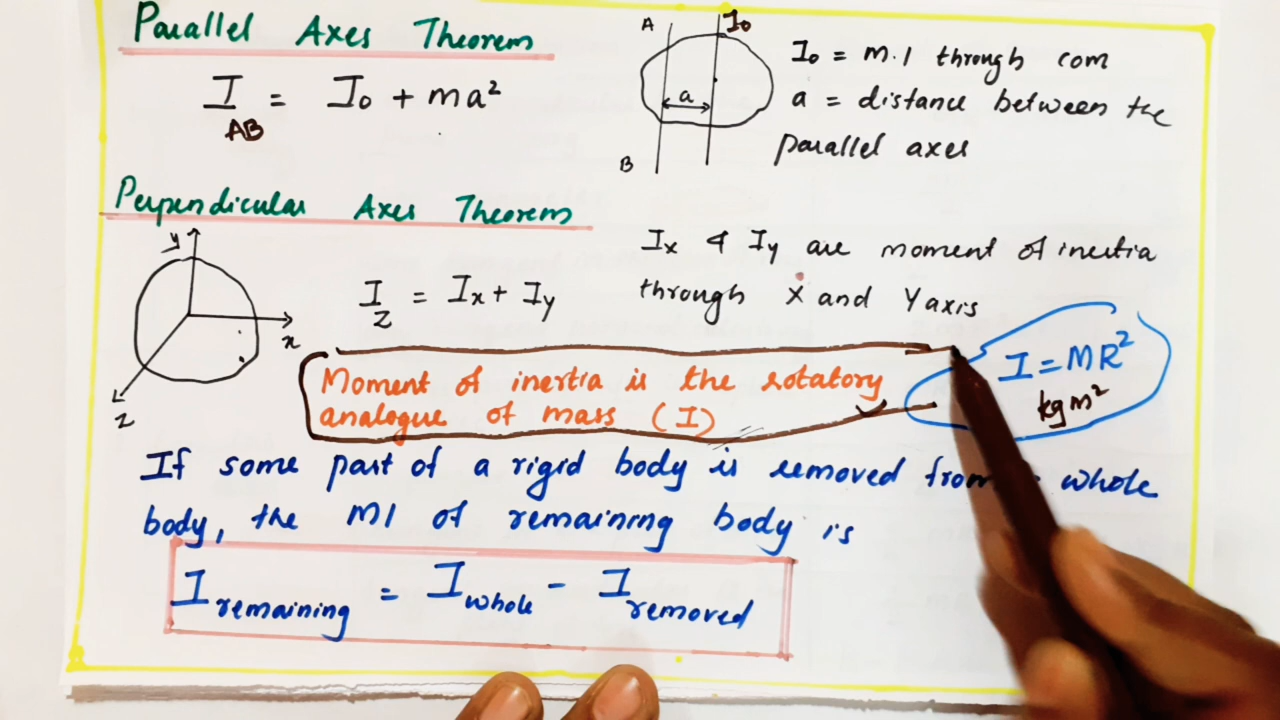 Parallel Axes Theorem
I AB = I0 + ma²
A I0
a
B
I0 = m.I through com
a = distance between the
parallel axes
Perpendicular Axes Theorem
y
x
z
I z = Ix + Iy
Ix & Iy are moment of inertia
through X and Y axis
Moment of inertia is the rotatory
analogue of mass (I)
I = MR²
kgm²
If some part of a rigid body is removed from whole
body, the MI of remaining body is
I remaining = I whole - I removed